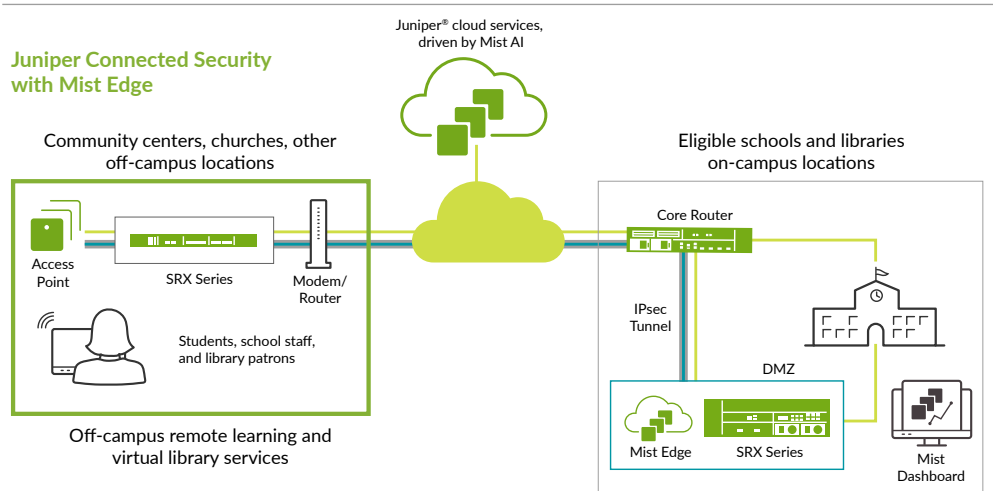 Juniper® cloud services,
driven by Mist AI
Juniper Connected Security
with Mist Edge
Community centers, churches, other
off-campus locations
Eligible schools and libraries
on-campus locations
Core Router
Access
Point
SRX Series
Modem/
Router
IPsec
Tunnel
Students, school staff,
and library patrons
DMZ
Mist Edge
SRX Series
Mist
Dashboard
Off-campus remote learning and
virtual library services